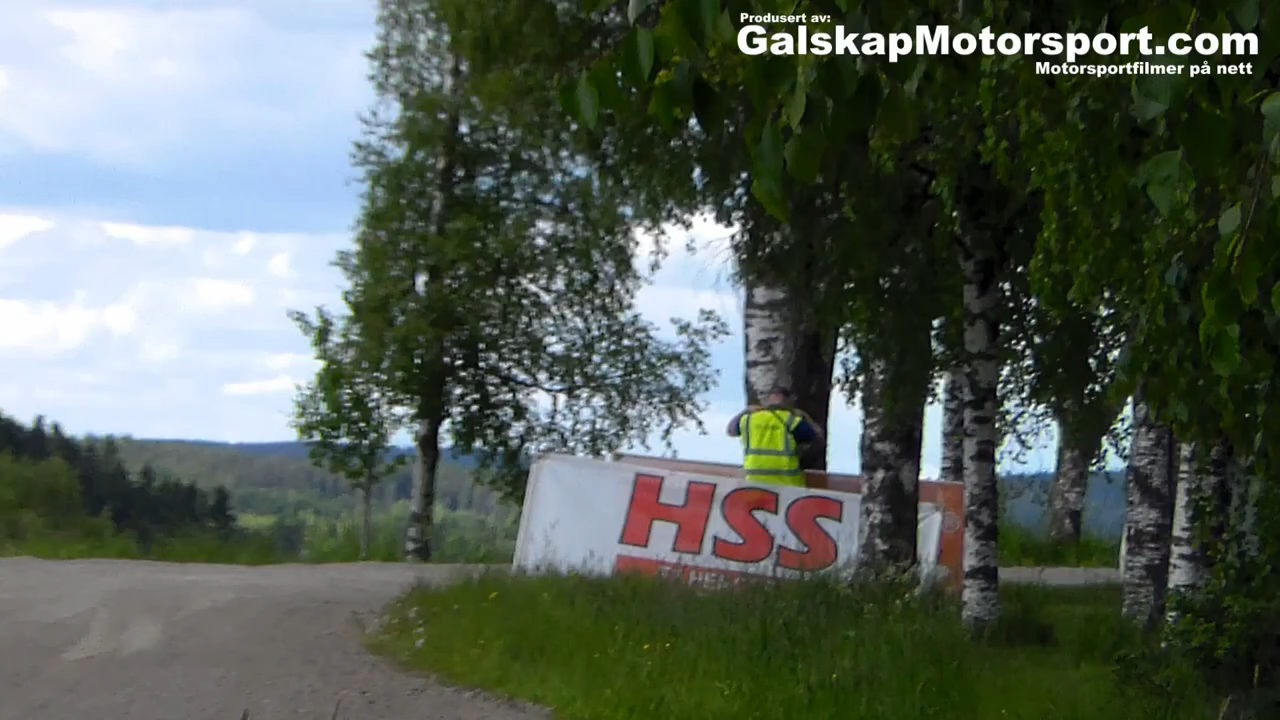 Produsert av:
GalskapMotorsport.com
Motorsportfilmer på nett
HSS